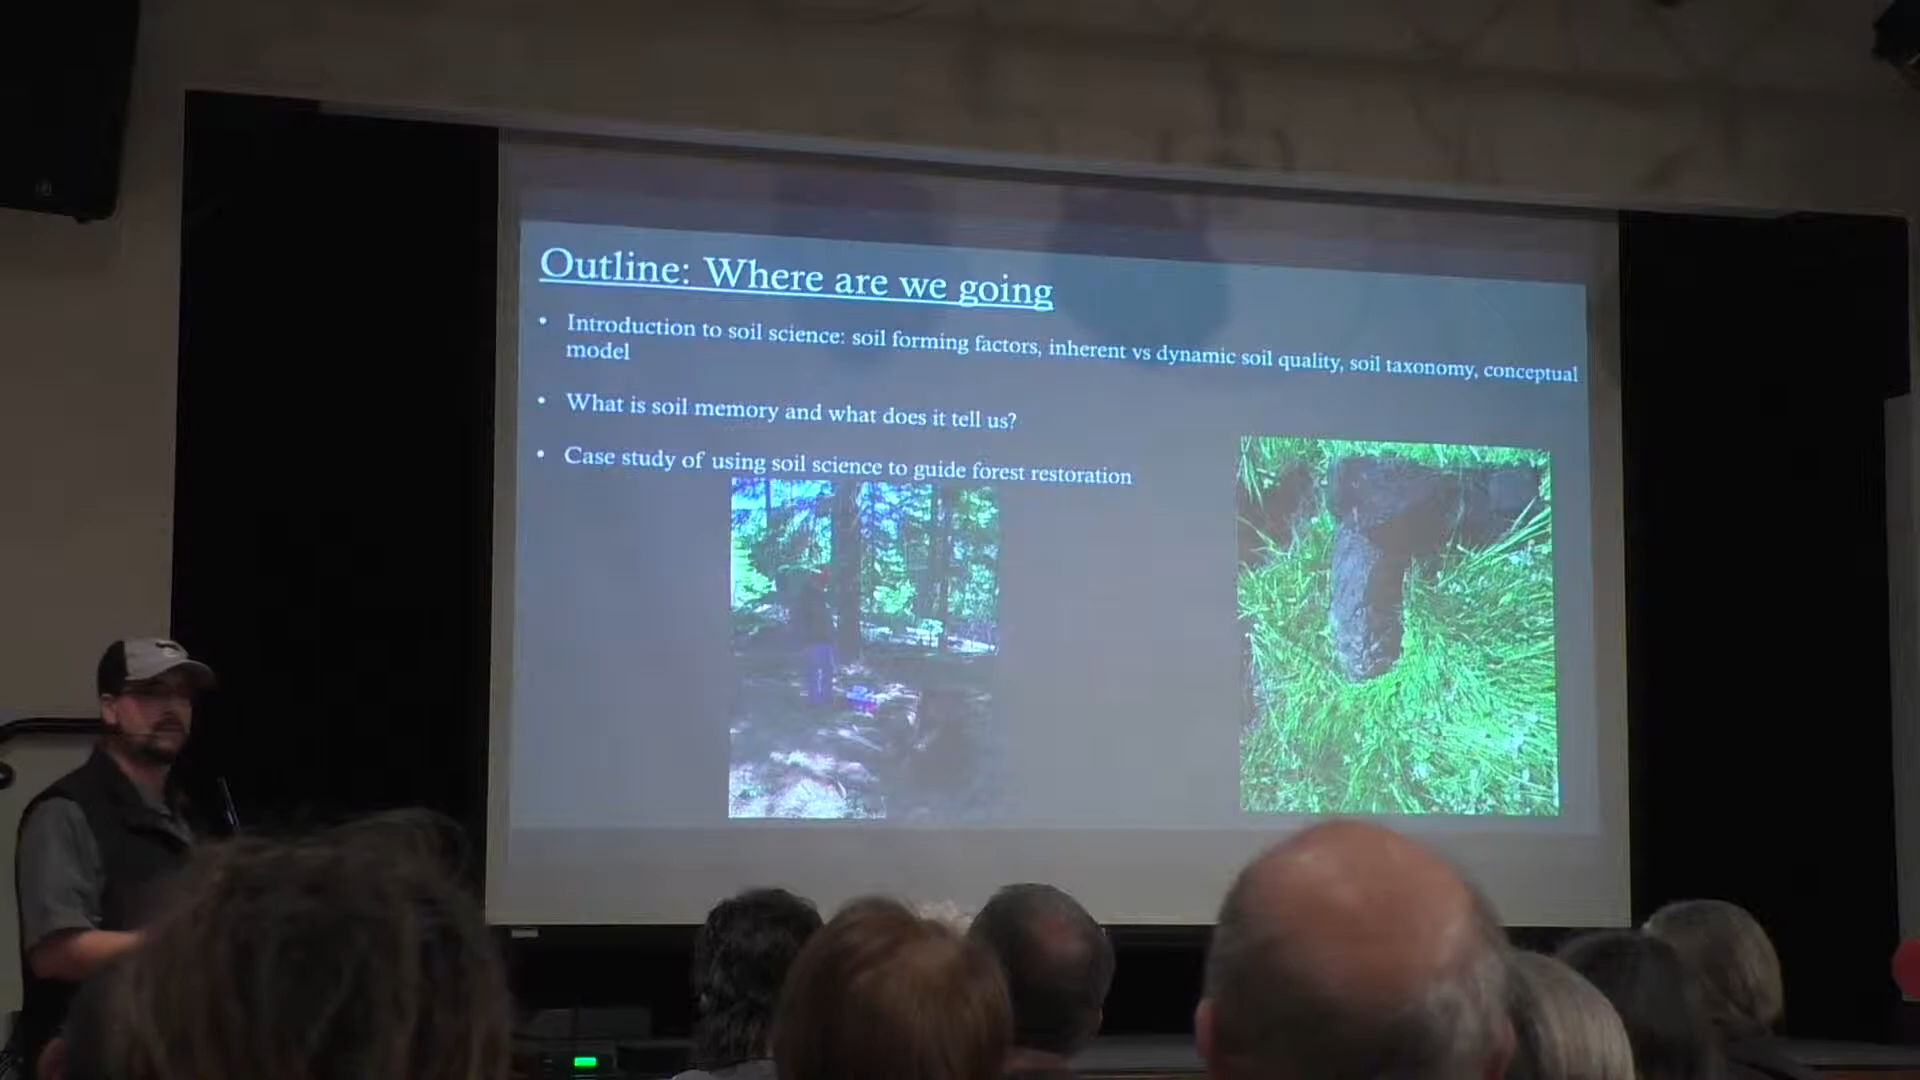 Outline: Where are we going
• Introduction to soil science: soil forming factors, inherent vs dynamic soil quality, soil taxonomy, conceptual
model
• What is soil memory and what does it tell us?
• Case study of using soil science to guide forest restoration